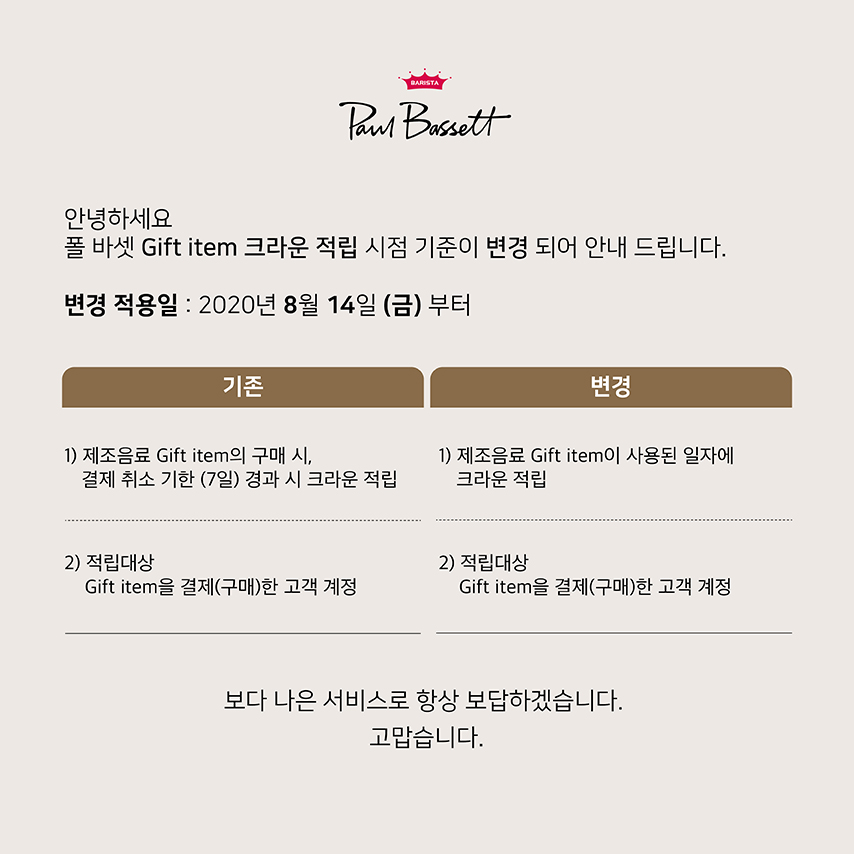 BARISTA
Paul Bassett
안녕하세요
폴 바셋 Gift item 크라운 적립 시점 기준이 변경 되어 안내 드립니다.
변경 적용일 : 2020년 8월 14일 (금) 부터
기존
1) 제조음료 Gift item의 구매 시,
결제 취소 기한 (7일) 경과 시 크라운 적립
2) 적립대상
Gift item을 결제(구매)한 고객 계정
변경
1) 제조음료 Gift item이 사용된 일자에
크라운 적립
2) 적립대상
Gift item을 결제(구매)한 고객 계정
보다 나은 서비스로 항상 보답하겠습니다.
고맙습니다.